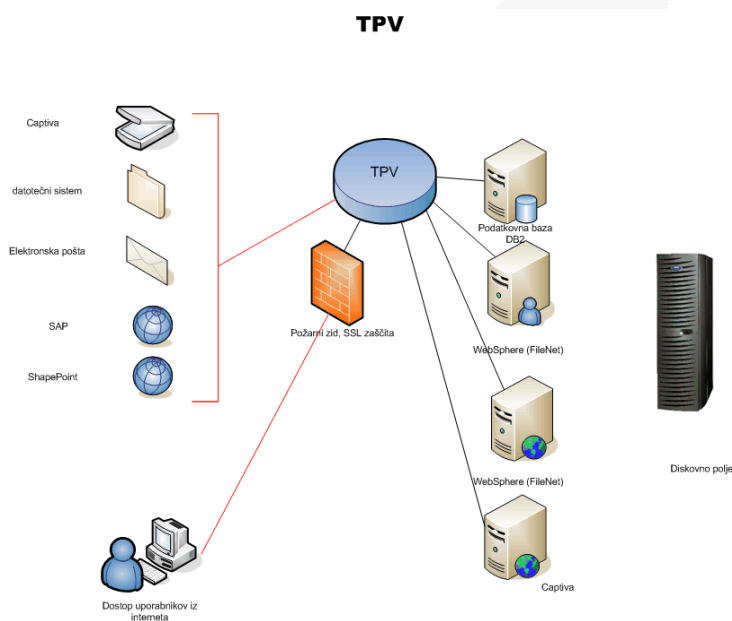 TPV
Captiva
datotečni sistem
Elektronska pošta
SAP
ShapePoint
TPV
Požarni zid, SSL zaščita
Podatkovna baza
DB2
WebSphere (FileNet)
WebSphere (FileNet)
Captiva
Diskovno polje
Dostop uporabnikov iz
interneta